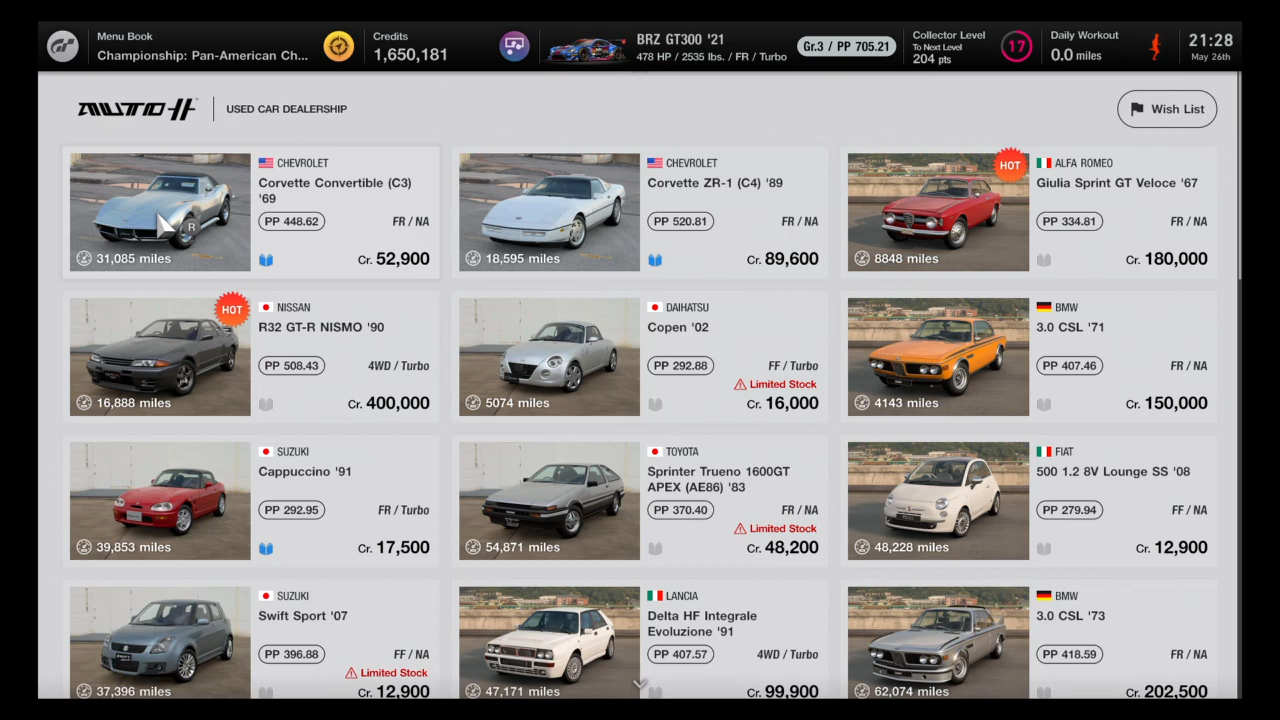 Menu Book
Championship: Pan-American Ch...
Credits
1,650,181
BRZ GT300 '21
478 HP / 2535 lbs. / FR / Turbo
Gr.3 / PP 705.21
Collector Level
To Next Level
204 pts
17
Daily Workout
0.0 miles
21:28
May 26th
AUTO
USED CAR DEALERSHIP
Wish List
CHEVROLET
Corvette Convertible (C3)
'69
PP 448.62
FR / NA
R
31,085 miles
Cr. 52,900
CHEVROLET
Corvette ZR-1 (C4) '89
PP 520.81
FR / NA
18,595 miles
Cr. 89,600
HOT
ALFA ROMEO
Giulia Sprint GT Veloce '67
PP 334.81
FR / NA
8848 miles
Cr. 180,000
HOT
NISSAN
R32 GT-R NISMO '90
PP 508.43
4WD / Turbo
16,888 miles
Cr. 400,000
DAIHATSU
Copen '02
PP 292.88
FF / Turbo
Limited Stock
5074 miles
Cr. 16,000
BMW
3.0 CSL '71
PP 407.46
FR / NA
4143 miles
Cr. 150,000
SUZUKI
Cappuccino '91
PP 292.95
FR / Turbo
39,853 miles
Cr. 17,500
TOYOTA
Sprinter Trueno 1600GT
APEX (AE86) '83
PP 370.40
FR / NA
Limited Stock
54,871 miles
Cr. 48,200
FIAT
500 1.2 8V Lounge SS '08
PP 279.94
FF / NA
48,228 miles
Cr. 12,900
SUZUKI
Swift Sport '07
PP 396.88
FF / NA
Limited Stock
37,396 miles
Cr. 12,900
LANCIA
Delta HF Integrale
Evoluzione '91
PP 407.57
4WD / Turbo
47,171 miles
Cr. 99,900
BMW
3.0 CSL '73
PP 418.59
FR / NA
62,074 miles
Cr. 202,500